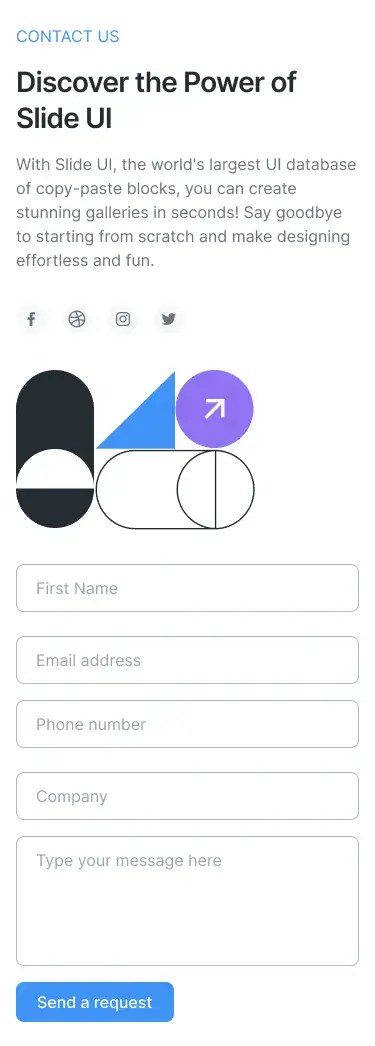 CONTACT US
Discover the Power of
Slide UI
With Slide UI, the world's largest UI database
of copy-paste blocks, you can create
stunning galleries in seconds! Say goodbye
to starting from scratch and make designing
effortless and fun.
First Name
Email address
Phone number
Company
Type your message here
Send a request